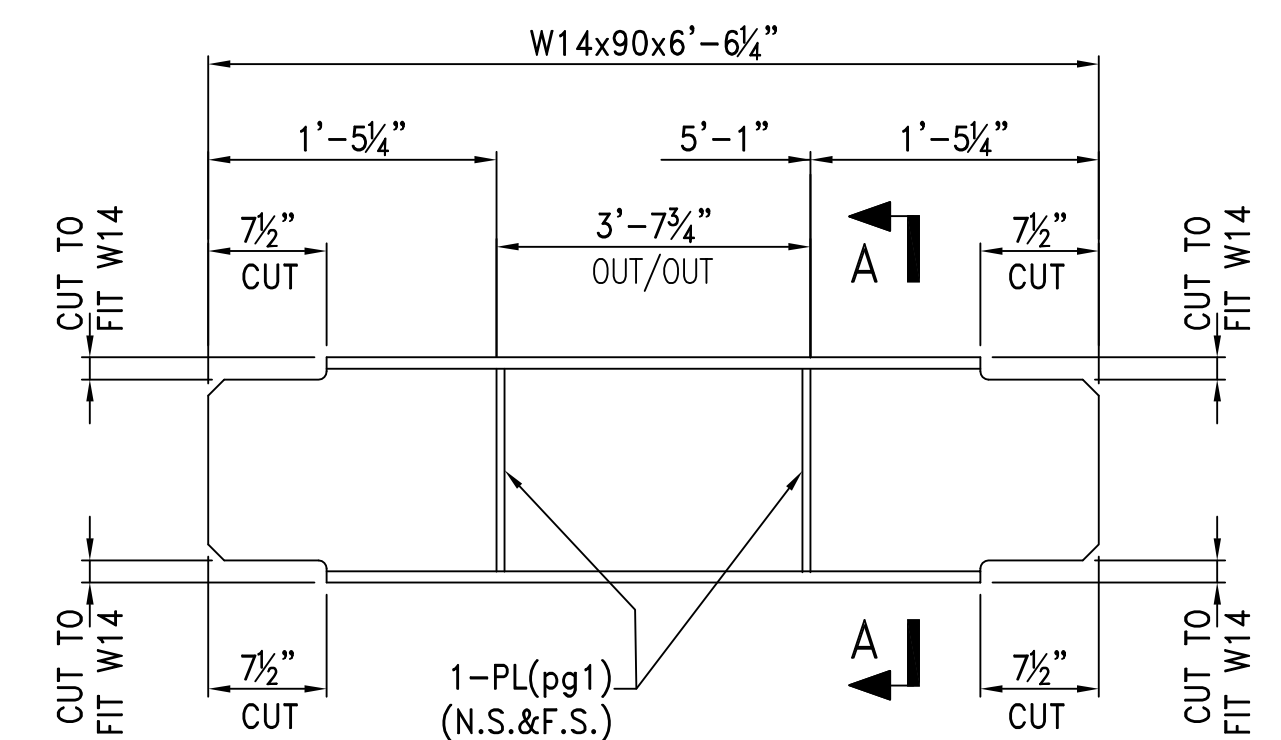 W14x90x6'-6¼"
1'-5¼"
5'-1"
1'-5¼"
CUT TO
FIT W14
7½"
CUT
3'-7¾"
OUT/OUT
A
7½"
CUT
CUT TO
FIT W14
CUT TO
FIT W14
7½"
CUT
1-PL(pg1)
(N.S.&F.S.)
A
7½"
CUT
CUT TO
FIT W14